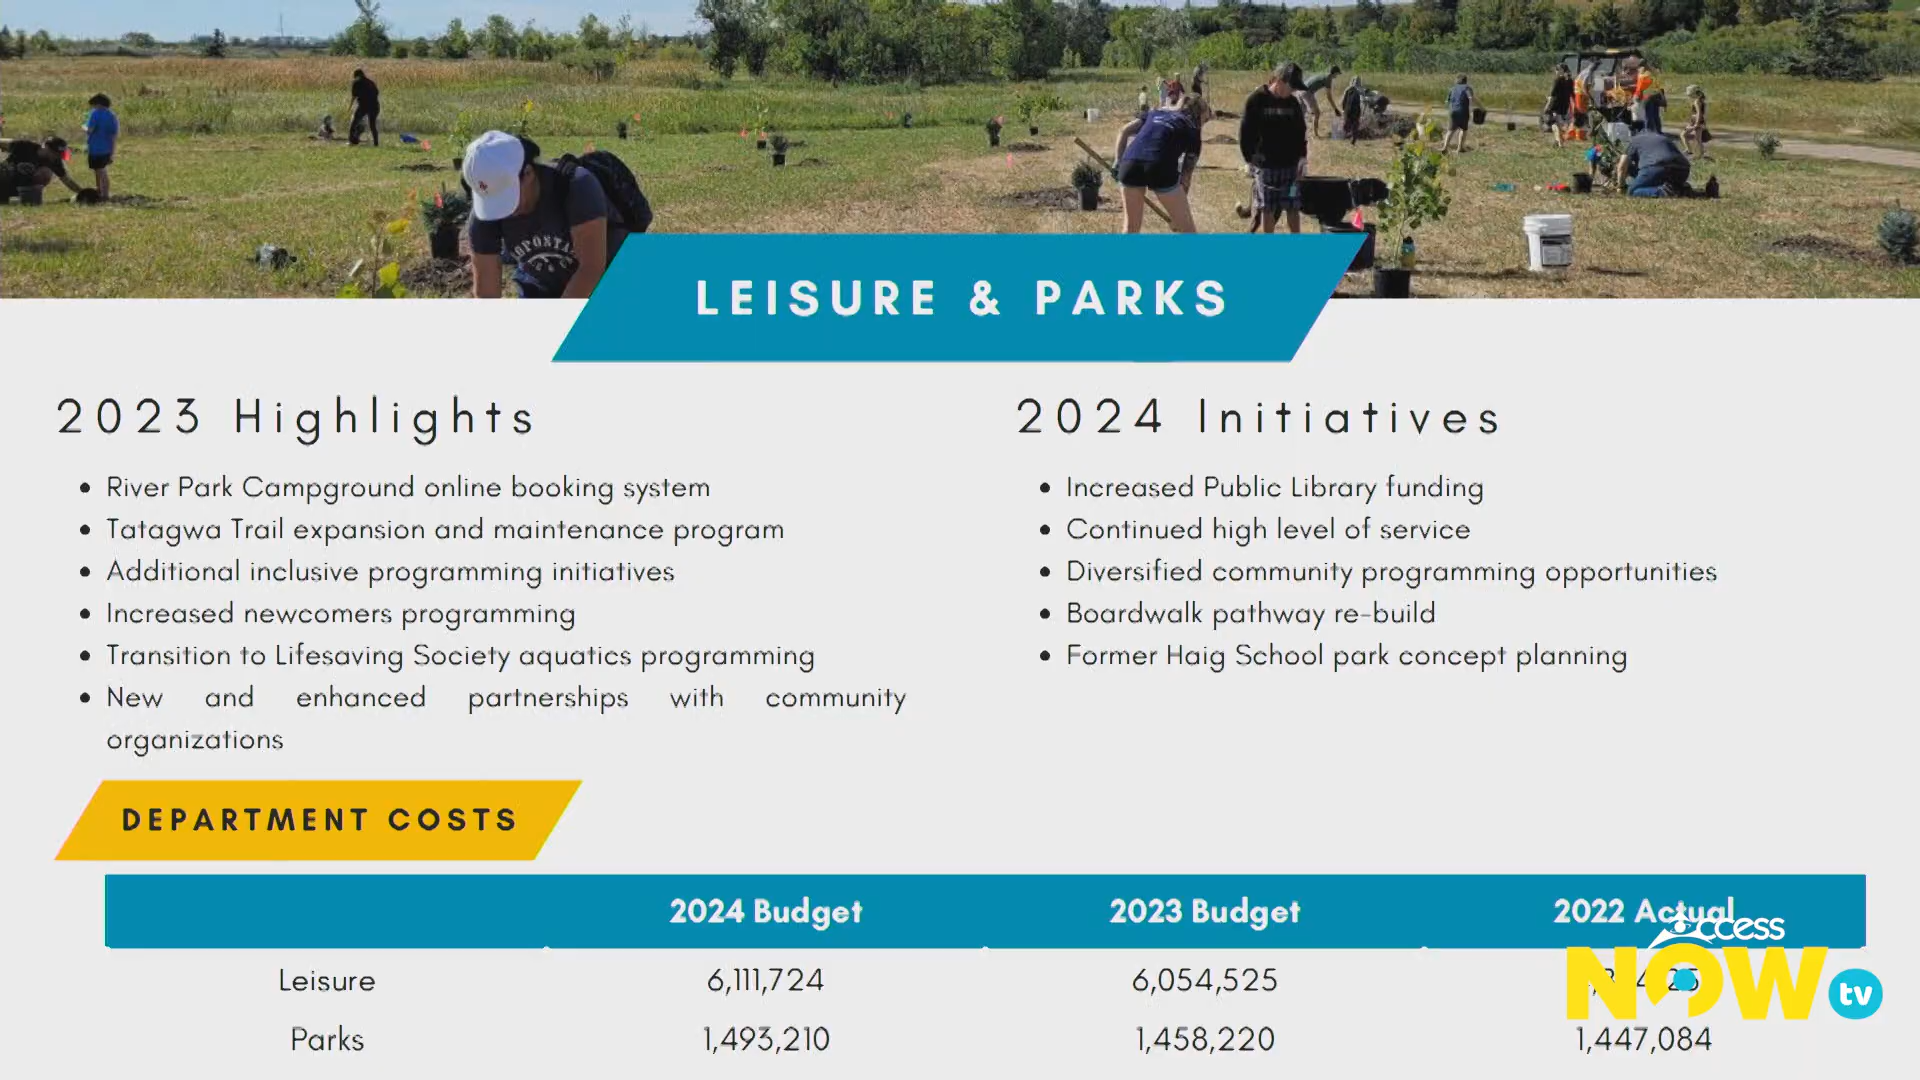 LEISURE & PARKS
2023 Highlights
River Park Campground online booking system
Tatagwa Trail expansion and maintenance program
Additional inclusive programming initiatives
Increased newcomers programming
Transition to Lifesaving Society aquatics programming
New and enhanced partnerships with community
organizations
2024 Initiatives
Increased Public Library funding
Continued high level of service
Diversified community programming opportunities
Boardwalk pathway re-build
Former Haig School park concept planning
DEPARTMENT COSTS
2024 Budget 2023 Budget 2022 Actual
Leisure 6,111,724 6,054,525
Parks 1,493,210 1,458,220 1,447,084
access
NOW
tv